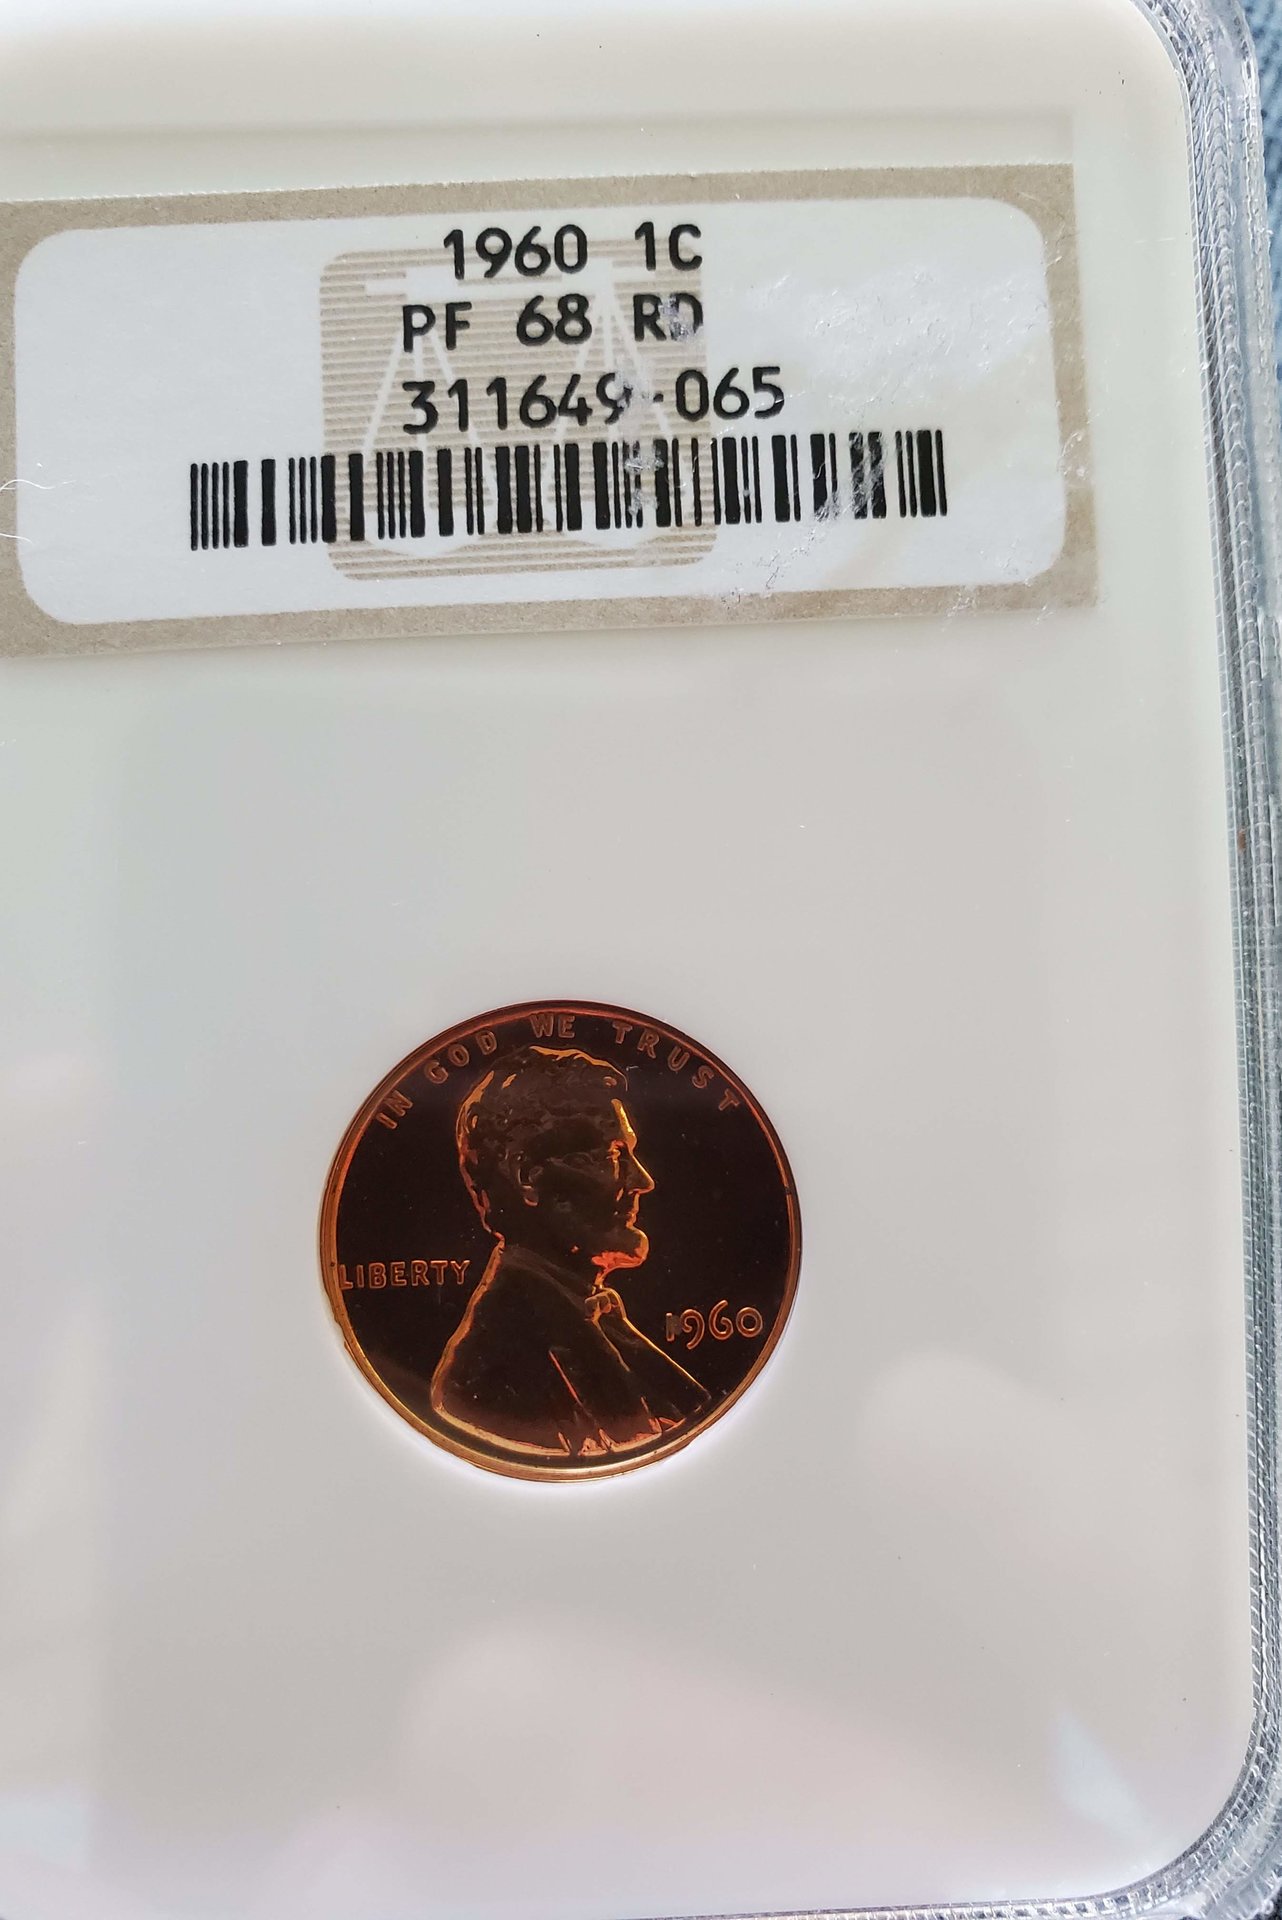 1960 1C
PF 68 RD
311649-065
IN GOD WE TRUST
LIBERTY
1960